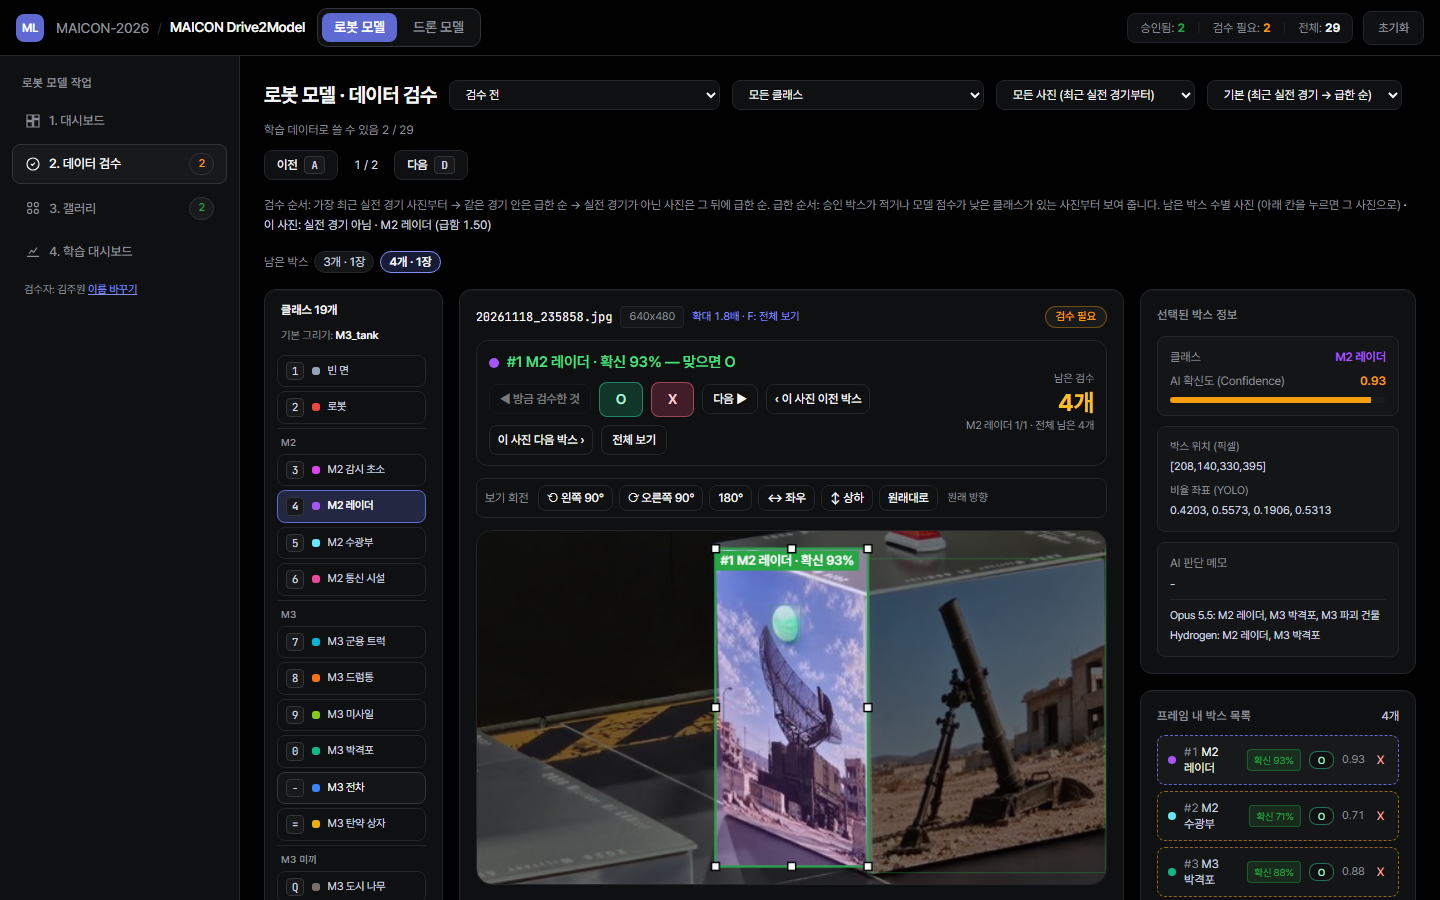 ML MAICON-2026 / MAICON Drive2Model 로봇 모델 드론 모델 승인됨: 2 검수 필요: 2 전체: 29 초기화
로봇 모델 작업
1. 대시보드
2. 데이터 검수 2
3. 갤러리 2
4. 학습 대시보드
검수자: 김주원 이름 바꾸기
로봇 모델 · 데이터 검수 검수 전 모든 클래스 모든 사진 (최근 실전 경기부터) 기본 (최근 실전 경기 → 급한 순)
학습 데이터로 쓸 수 있음 2 / 29
이전 A 1 / 2 다음 D
검수 순서: 가장 최근 실전 경기 사진부터 → 같은 경기 안은 급한 순 → 실전 경기가 아닌 사진은 그 뒤에 급한 순. 급한 순서: 승인 박스가 적거나 모델 점수가 낮은 클래스가 있는 사진부터 보여 줍니다. 남은 박스 수별 사진 (아래 칸을 누르면 그 사진으로) ·
이 사진: 실전 경기 아님 · M2 레이더 (급함 1.50)
남은 박스 3개 · 1장 4개 · 1장
클래스 19개
기본 그리기: M3_tank
1 빈 면
2 로봇
M2
3 M2 감시 초소
4 M2 레이더
5 M2 수광부
6 M2 통신 시설
M3
7 M3 군용 트럭
8 M3 드럼통
9 M3 미사일
0 M3 박격포
- M3 전차
= M3 탄약 상자
M3 미끼
Q M3 도시 나무
20261118_235858.jpg 640x480 확대 1.8배 · F: 전체 보기 검수 필요
#1 M2 레이더 · 확신 93% — 맞으면 O
◀ 방금 검수한 것 O X 다음 ▶ ‹ 이 사진 이전 박스
이 사진 다음 박스 › 전체 보기
남은 검수
4개
M2 레이더 1/1 · 전체 남은 4개
보기 회전 왼쪽 90° 오른쪽 90° 180° ↔ 좌우 ↕ 상하 원래대로 원래 방향
#1 M2 레이더 · 확신 93%
선택된 박스 정보
클래스 M2 레이더
AI 확신도 (Confidence) 0.93
박스 위치 (픽셀)
[208,140,330,395]
비율 좌표 (YOLO)
0.4203, 0.5573, 0.1906, 0.5313
AI 판단 메모
-
Opus 5.5: M2 레이더, M3 박격포, M3 파괴 건물
Hydrogen: M2 레이더, M3 박격포
프레임 내 박스 목록 4개
#1 M2 레이더 확신 93% O 0.93 X
#2 M2 수광부 확신 71% O 0.71 X
#3 M3 박격포 확신 88% O 0.88 X